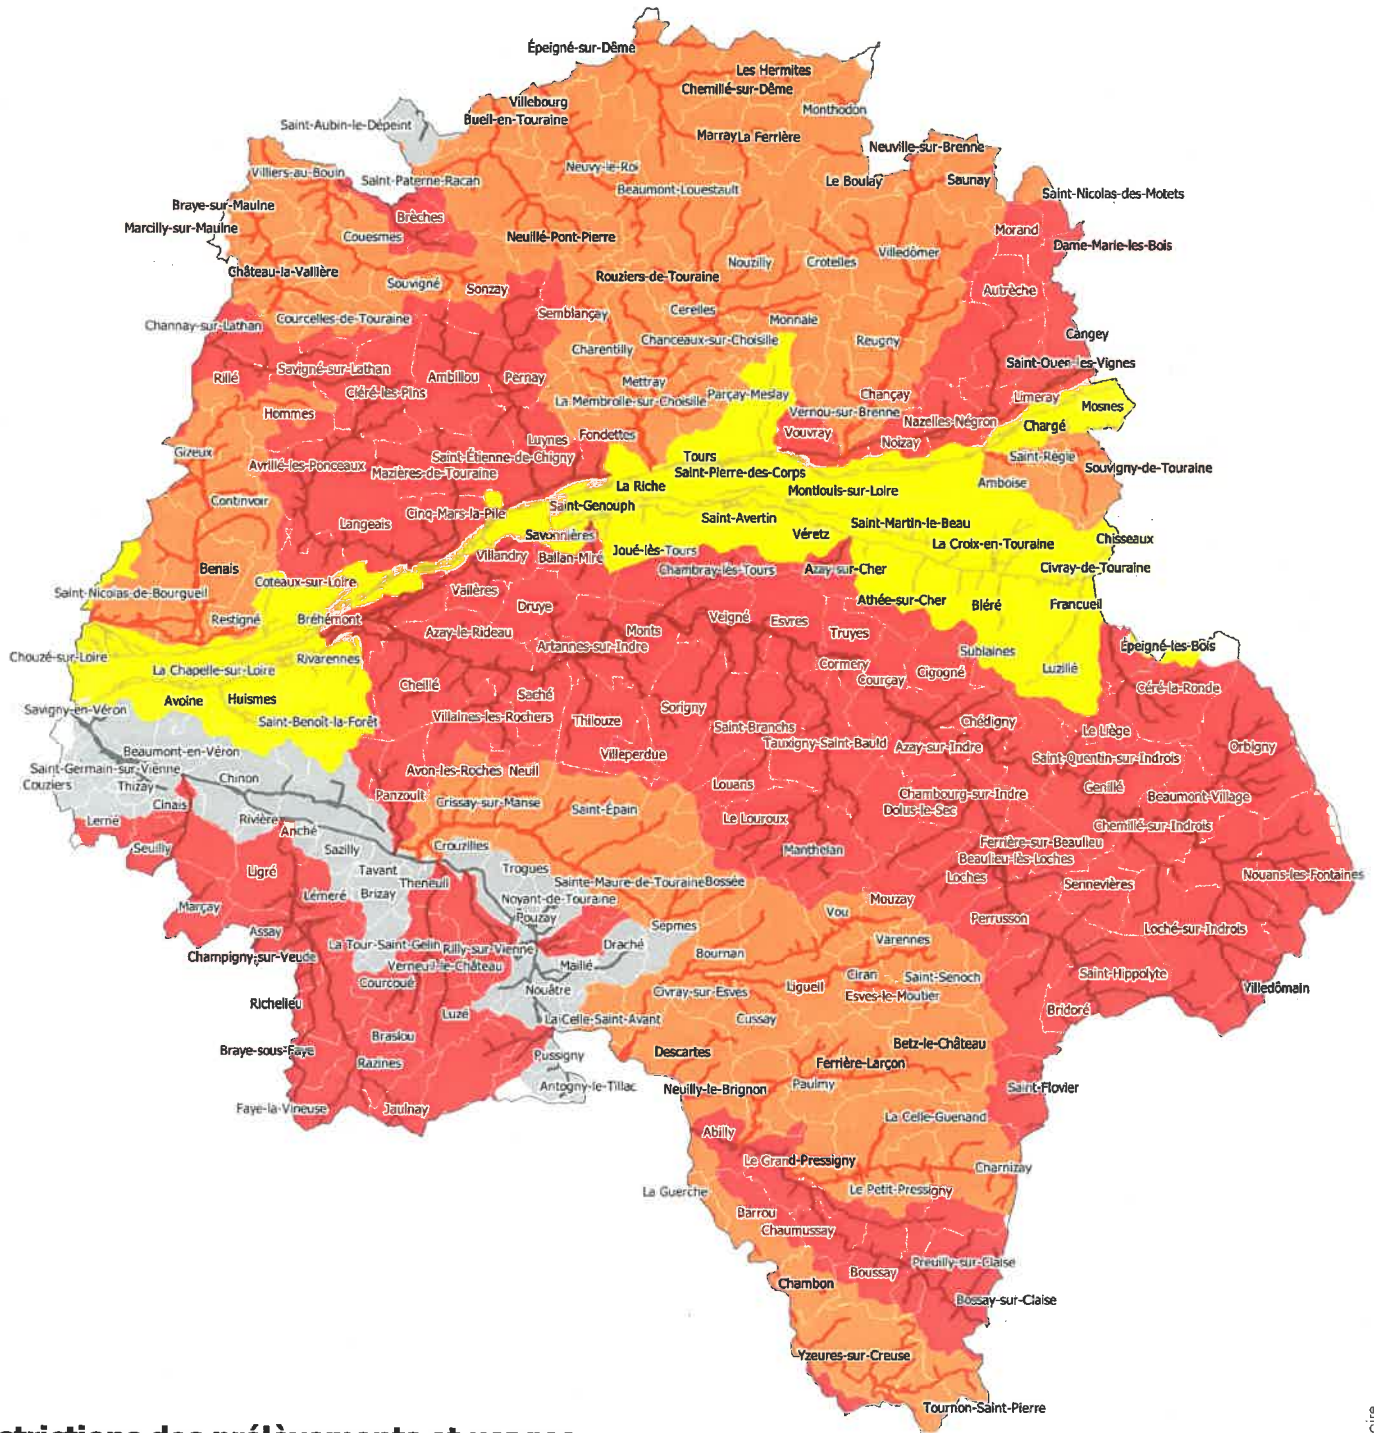 Épeigné-sur-Dême
Les Hermites
Chemillé-sur-Dême
Villebourg
Monthodon
Bueil-en-Touraine
Saint-Aubin-le-Dépeint
Marray La Ferrière
Neuville-sur-Brenne
Neuvy-le-Roi
Villiers-au-Bouin
Saint-Paterne-Racan
Le Boulay
Saunay
Beaumont-Louestault
Saint-Nicolas-des-Motets
Braye-sur-Maulne
Brèches
Marcilly-sur-Maulne
Morand
Couesmes
Neuillé-Pont-Pierre
Dame-Marie-les-Bois
Villedômer
Nouzilly
Crotelles
Château-la-Vallière
Rouziers-de-Touraine
Souvigné
Sonzay
Autrèche
Cerelles
Semblançay
Courcelles-de-Touraine
Monnaie
Channay-sur-Lathan
Cangey
Chanceaux-sur-Choisille
Reugny
Charentilly
Saint-Ouen-les-Vignes
Savigné-sur-Lathan
Rillé
Ambillou
Pernay
Mettray
Cléré-les-Pins
Parçay-Meslay
Chançay
Limeray
La Membrolle-sur-Choisille
Mosnes
Hommes
Vernou-sur-Brenne
Nazelles-Négron
Chargé
Vouvray
Luynes
Fondettes
Noizay
Gizeux
Tours
Saint-Étienne-de-Chigny
Saint-Règle
Avrillé-les-Ponceaux
Mazières-de-Touraine
Saint-Pierre-des-Corps
Souvigny-de-Touraine
La Riche
Montlouis-sur-Loire
Amboise
Continvoir
Saint-Genouph
Cinq-Mars-la-Pile
Langeais
Saint-Avertin
Saint-Martin-le-Beau
Savonnières
Véretz
Chisseaux
La Croix-en-Touraine
Villandry
Ballan-Miré
Joué-lès-Tours
Benais
Chambray-lès-Tours
Azay-sur-Cher
Civray-de-Touraine
Coteaux-sur-Loire
Saint-Nicolas-de-Bourgueil
Vallères
Athée-sur-Cher
Bléré
Francueil
Druye
Restigné
Bréhémont
Veigné
Esvres
Azay-le-Rideau
Monts
Truyes
Artannes-sur-Indre
Épeigné-les-Bois
Chouzé-sur-Loire
Rivarennes
Sublaines
La Chapelle-sur-Loire
Cormery
Luzillé
Courçay
Cigogné
Cheillé
Céré-la-Ronde
Avoine
Huismes
Saché
Savigny-en-Véron
Sorigny
Villaines-les-Rochers
Thilouze
Saint-Benoît-la-Forêt
Saint-Branchs
Chédigny
Le Liège
Tauxigny-Saint-Bauld
Azay-sur-Indre
Orbigny
Beaumont-en-Véron
Villeperdue
Saint-Quentin-sur-Indrois
Saint-Germain-sur-Vienne
Avon-les-Roches
Neuil
Chinon
Couziers
Thizay
Louans
Genillé
Panzoult
Chambourg-sur-Indre
Beaumont-Village
Cinais
Crissay-sur-Manse
Saint-Épain
Dolus-le-Sec
Lerné
Rivière
Le Louroux
Chemillé-sur-Indrois
Anché
Ferrière-sur-Beaulieu
Seuilly
Sazilly
Crouzilles
Manthelan
Beaulieu-lès-Loches
Ligré
Tavant
Trogues
Loches
Nouans-les-Fontaines
Theneuil
Sainte-Maure-de-Touraine
Bossée
Sennevières
Lémeré
Brizay
Noyant-de-Touraine
Mouzay
Marçay
Pouzay
Vou
Perrusson
Sepmes
Loché-sur-Indrois
Assay
Varennes
La Tour-Saint-Gelin
Rilly-sur-Vienne
Draché
Champigny-sur-Veude
Bournan
Verneuil-le-Château
Maillé
Saint-Hippolyte
Ciran
Saint-Senoch
Courcoué
Nouâtre
Ligueil
Villedômain
Civray-sur-Esves
Esves-le-Moutier
Richelieu
Bridoré
Luzé
La Celle-Saint-Avant
Cussay
Braslou
Betz-le-Château
Braye-sous-Faye
Descartes
Pussigny
Ferrière-Larçon
Razines
Antogny-le-Tillac
Neuilly-le-Brignon
Paulmy
Saint-Flovier
Faye-la-Vineuse
Jaulnay
La Celle-Guenand
Abilly
Le Grand-Pressigny
Charnizay
La Guerche
Le Petit-Pressigny
Barrou
Chaumussay
Preuilly-sur-Claise
Boussay
Chambon
Bossay-sur-Claise
Yzeures-sur-Creuse
Tournon-Saint-Pierre